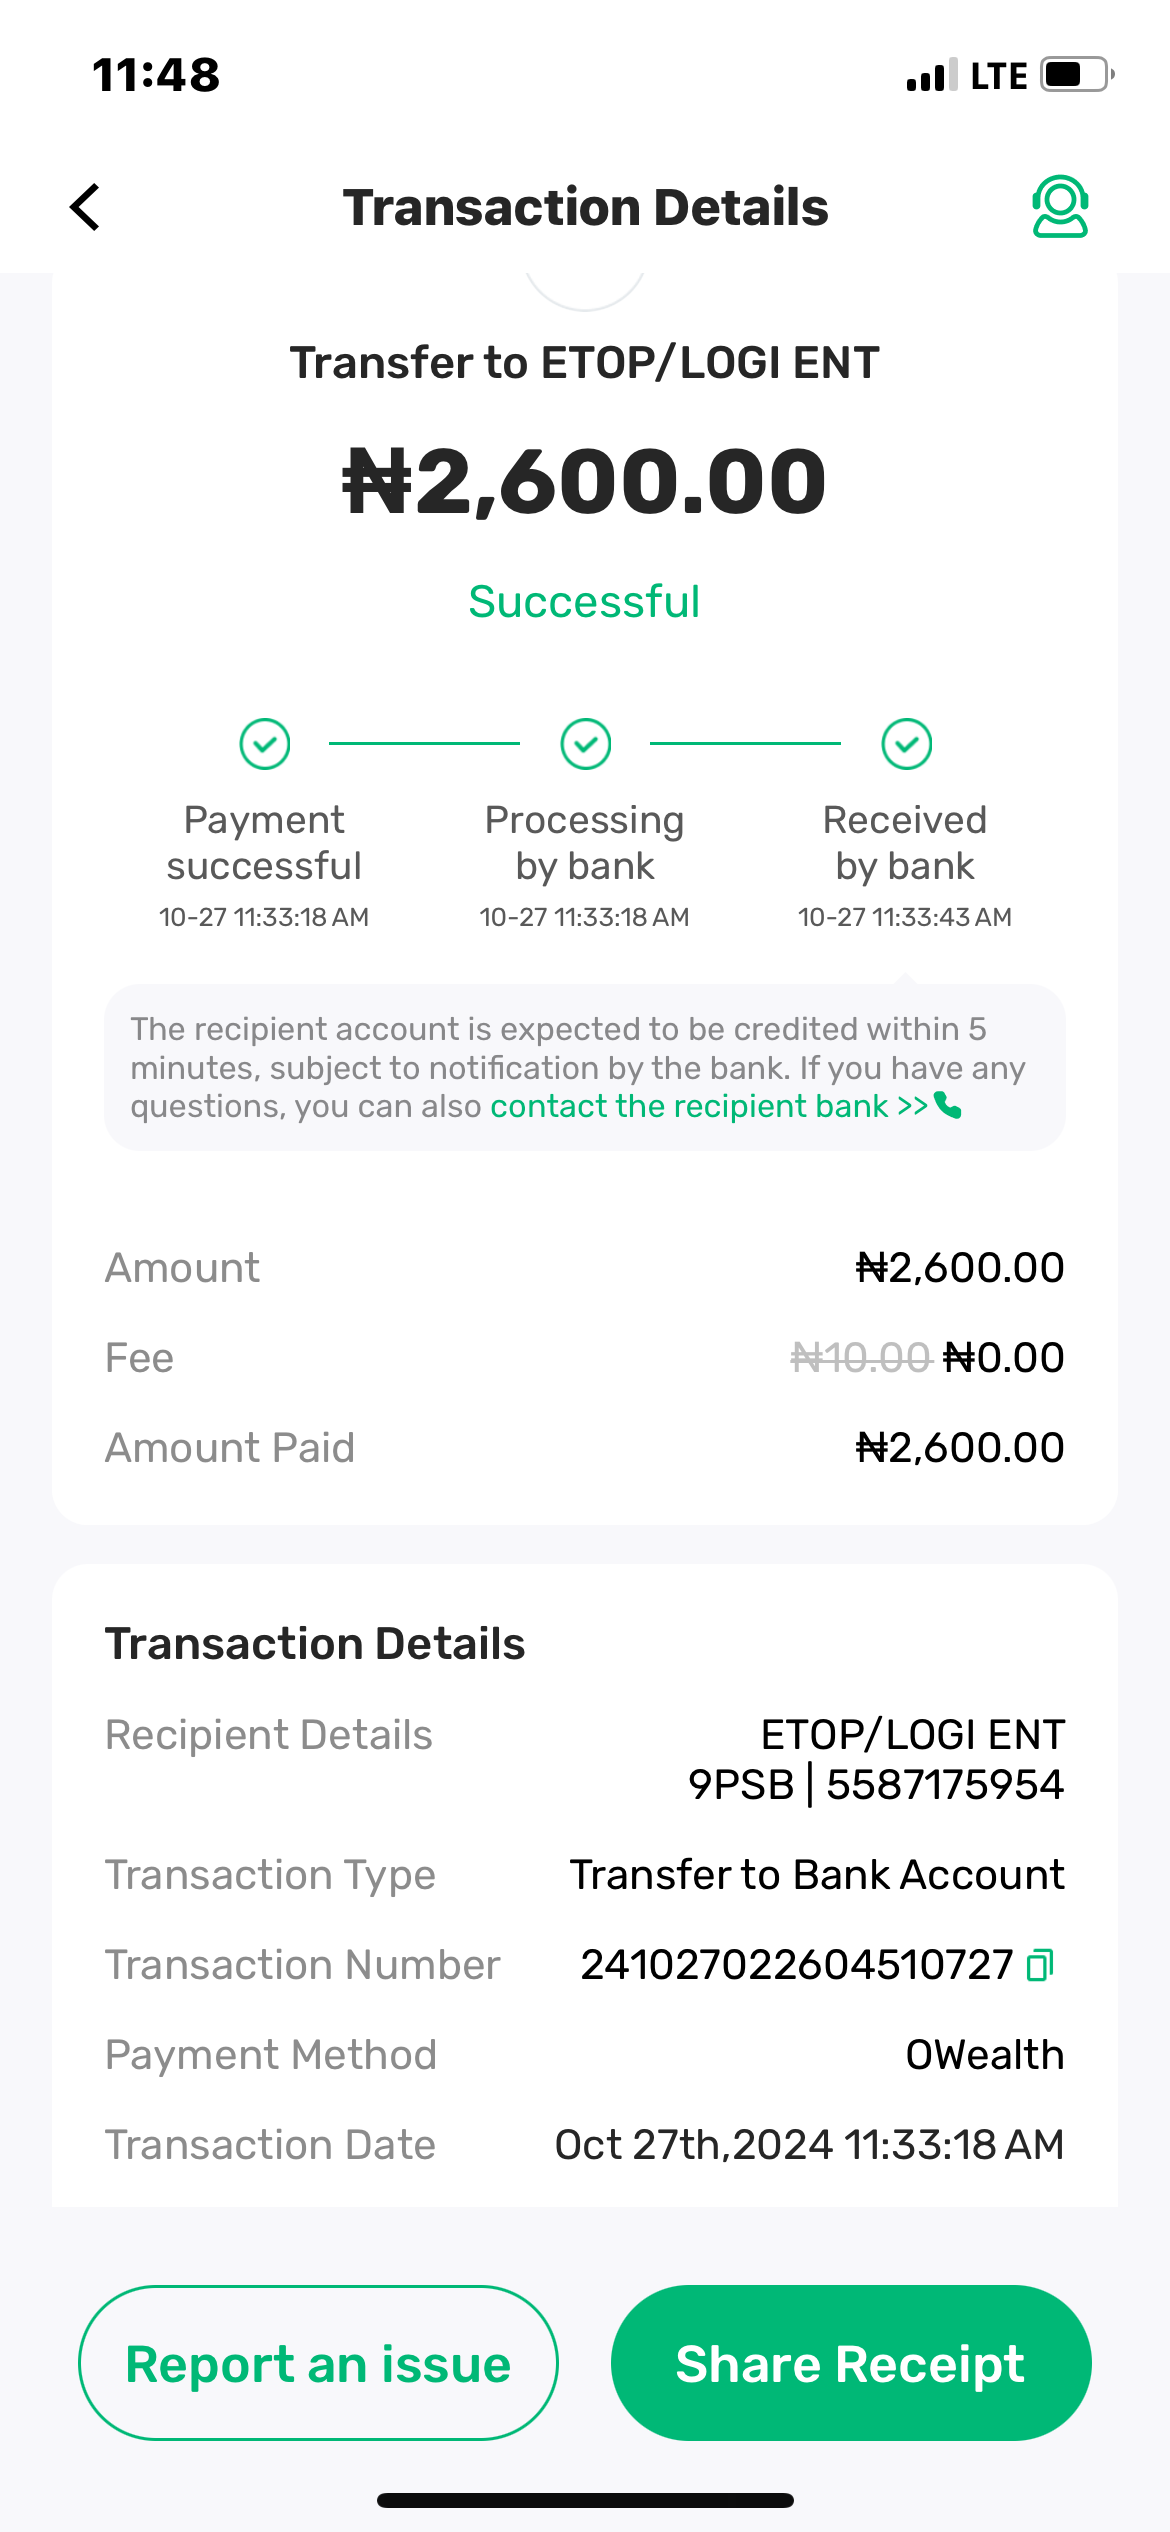 11:48 LTE
Transaction Details
Transfer to ETOP/LOGI ENT
₦2,600.00
Successful
Payment successful
10-27 11:33:18 AM
Processing by bank
10-27 11:33:18 AM
Received by bank
10-27 11:33:43 AM
The recipient account is expected to be credited within 5
minutes, subject to notification by the bank. If you have any
questions, you can also contact the recipient bank >>
Amount ₦2,600.00
Fee ₦10.00 ₦0.00
Amount Paid ₦2,600.00
Transaction Details
Recipient Details ETOP/LOGI ENT
9PSB | 5587175954
Transaction Type Transfer to Bank Account
Transaction Number 241027022604510727
Payment Method OWealth
Transaction Date Oct 27th,2024 11:33:18 AM
Report an issue Share Receipt